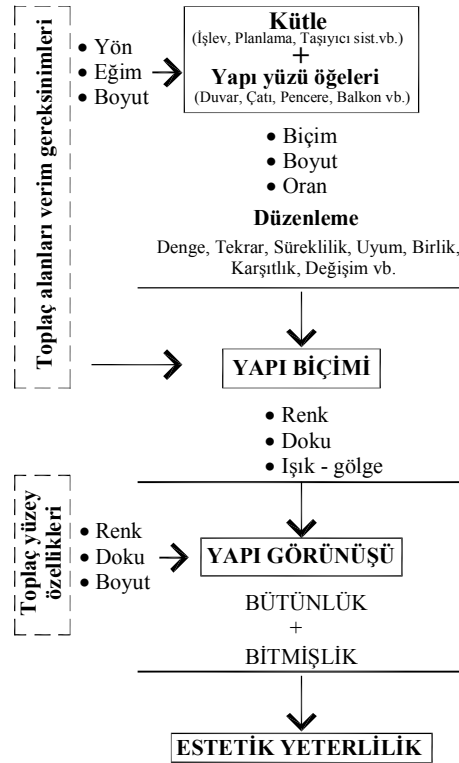 Toplaç alanları verim gereksinimleri
• Yön
• Eğim
• Boyut
Kütle
(İşlev, Planlama, Taşıyıcı sist.vb.)
+
Yapı yüzü öğeleri
(Duvar, Çatı, Pencere, Balkon vb.)
• Biçim
• Boyut
• Oran
Düzenleme
Denge, Tekrar, Süreklilik, Uyum, Birlik,
Karşıtlık, Değişim vb.
YAPI BİÇİMİ
• Renk
• Doku
• Işık - gölge
Toplaç yüzey
özellikleri
• Renk
• Doku
• Boyut
YAPI GÖRÜNÜŞÜ
BÜTÜNLÜK
+
BİTMİŞLİK
ESTETİK YETERLİLİK